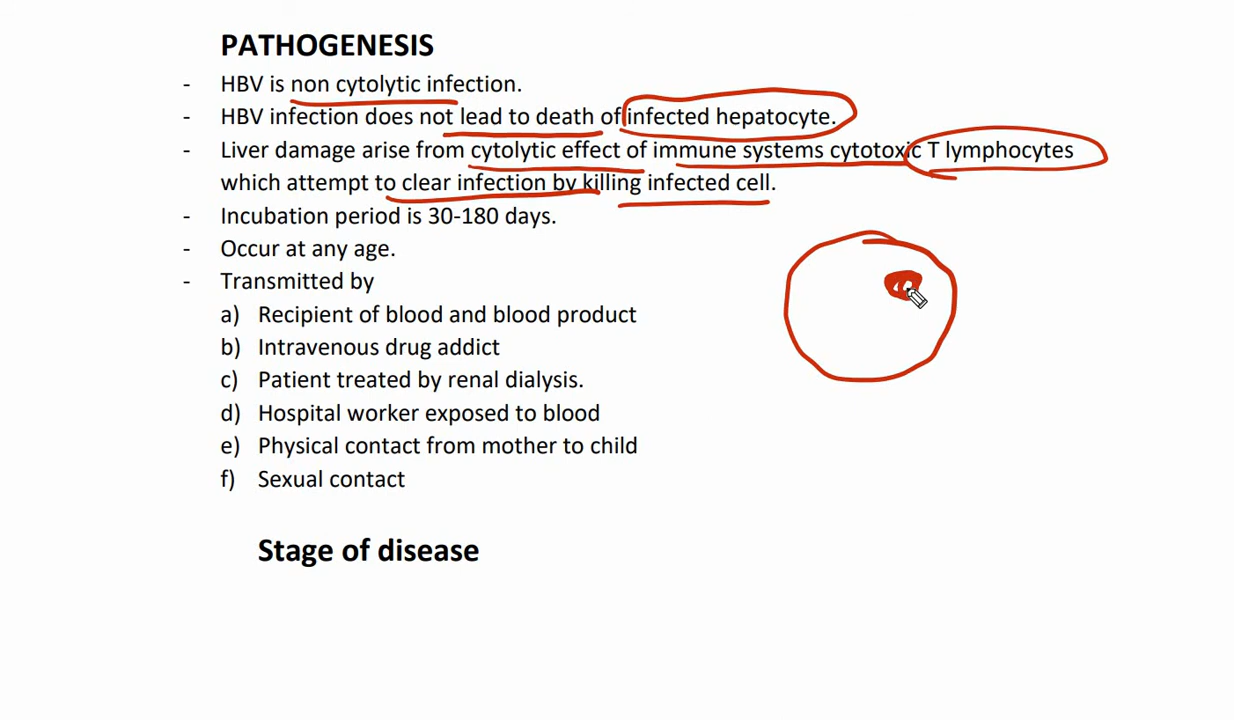 PATHOGENESIS
- HBV is non cytolytic infection.
- HBV infection does not lead to death of infected hepatocyte.
- Liver damage arise from cytolytic effect of immune systems cytotoxic T lymphocytes
which attempt to clear infection by killing infected cell.
- Incubation period is 30-180 days.
- Occur at any age.
- Transmitted by
a) Recipient of blood and blood product
b) Intravenous drug addict
c) Patient treated by renal dialysis.
d) Hospital worker exposed to blood
e) Physical contact from mother to child
f) Sexual contact
Stage of disease